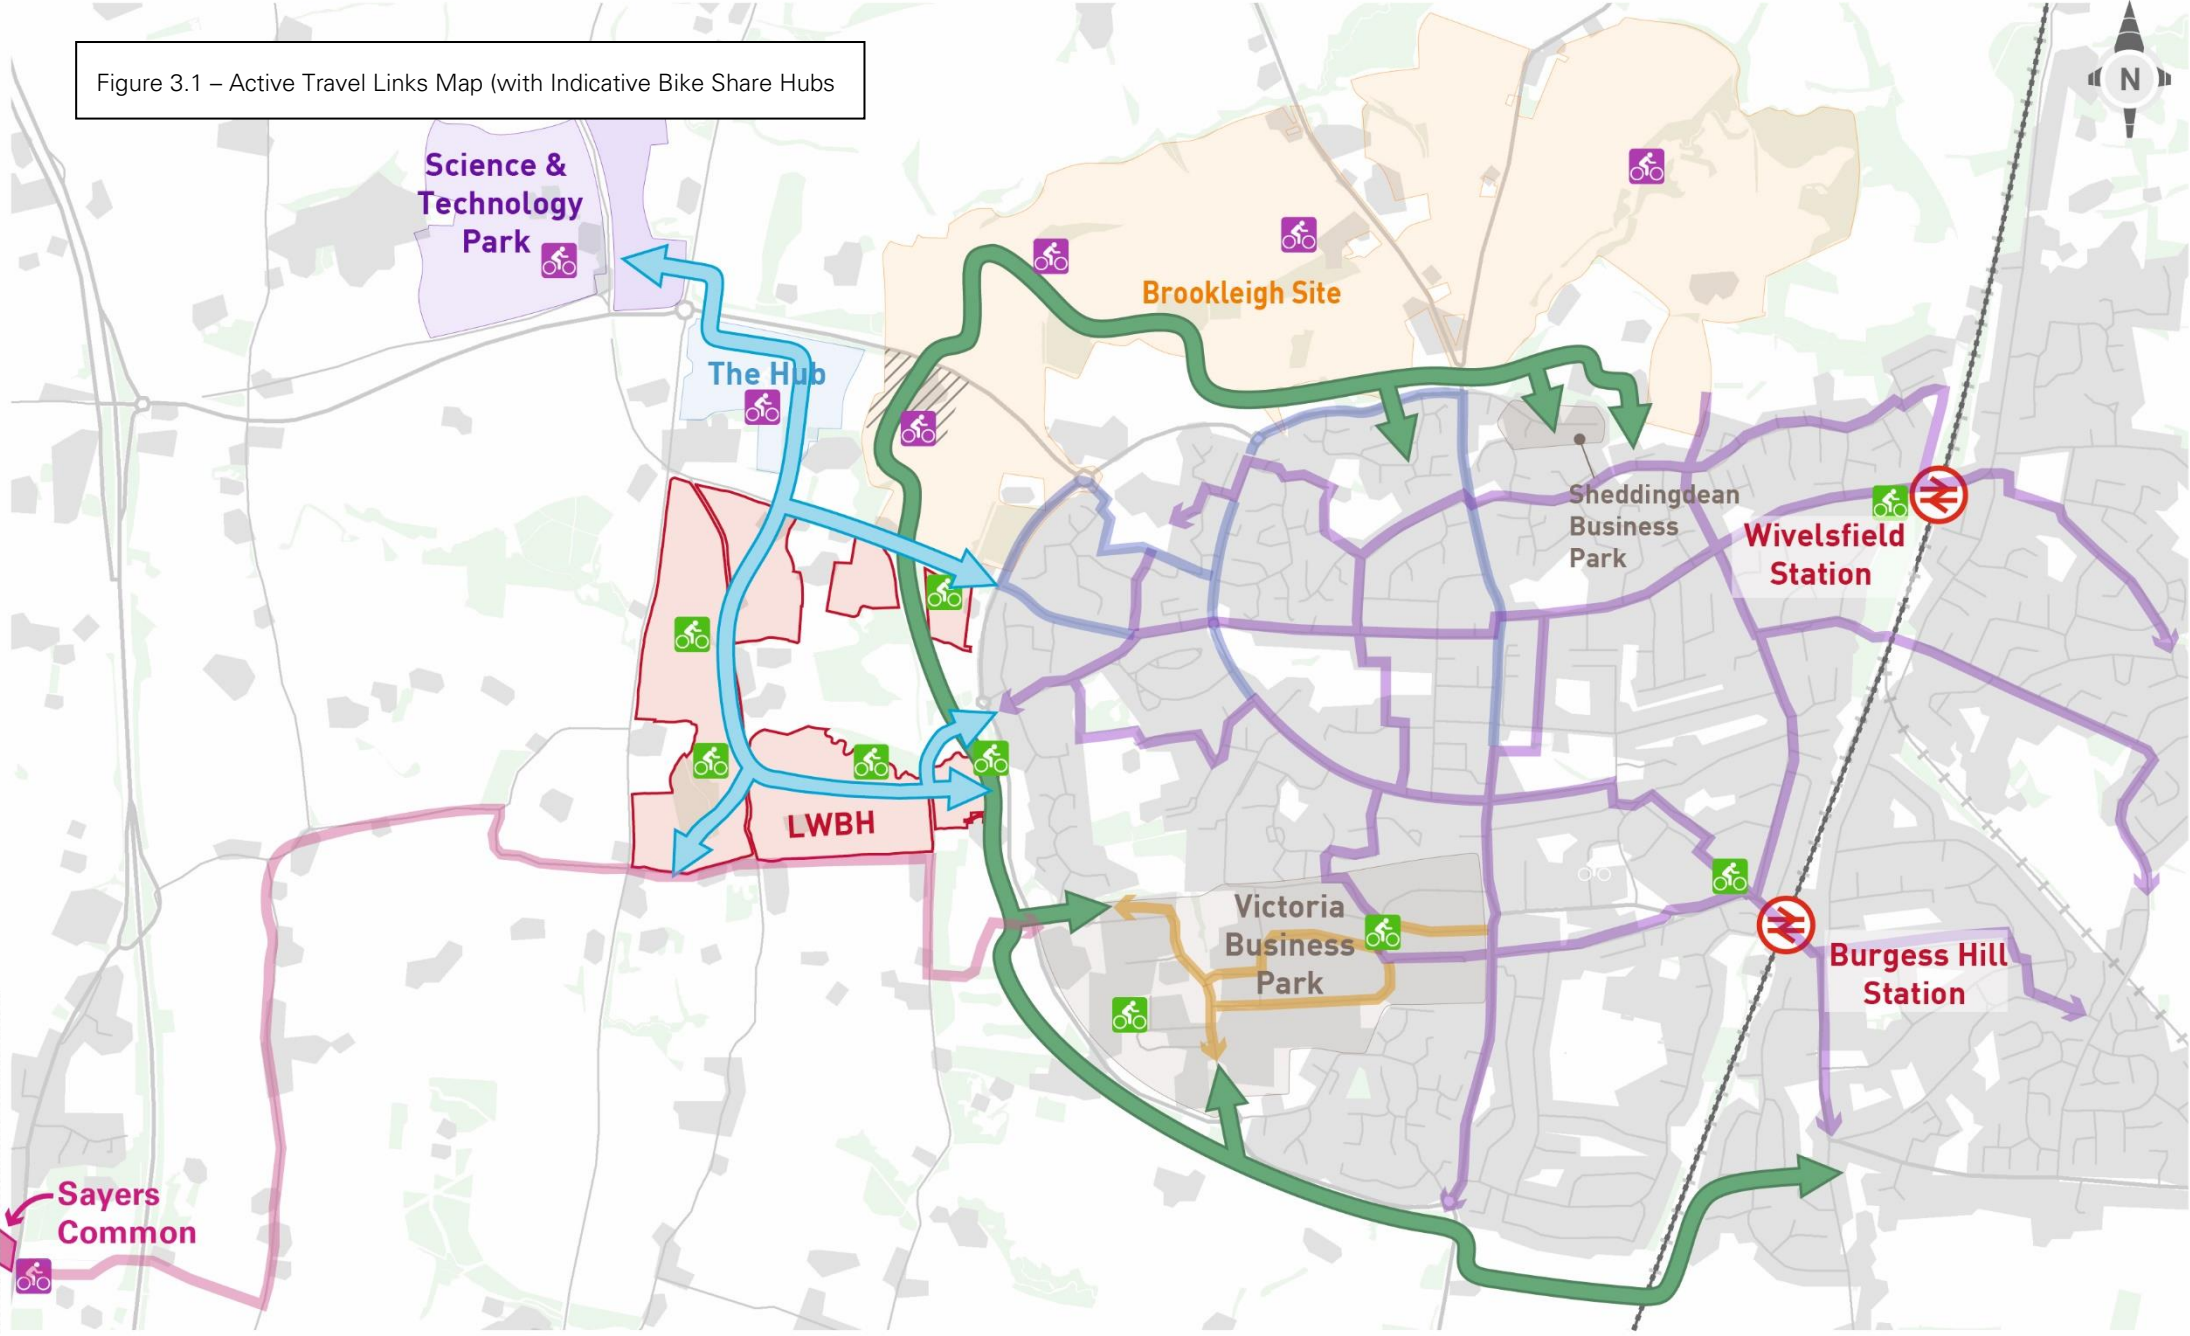 Figure 3.1 – Active Travel Links Map (with Indicative Bike Share Hubs
N
Science &
Technology
Park
Brookleigh Site
The Hub
Sheddingdean
Business
Park
Wivelsfield
Station
LWBH
Victoria
Business
Park
Burgess Hill
Station
Sayers
Common